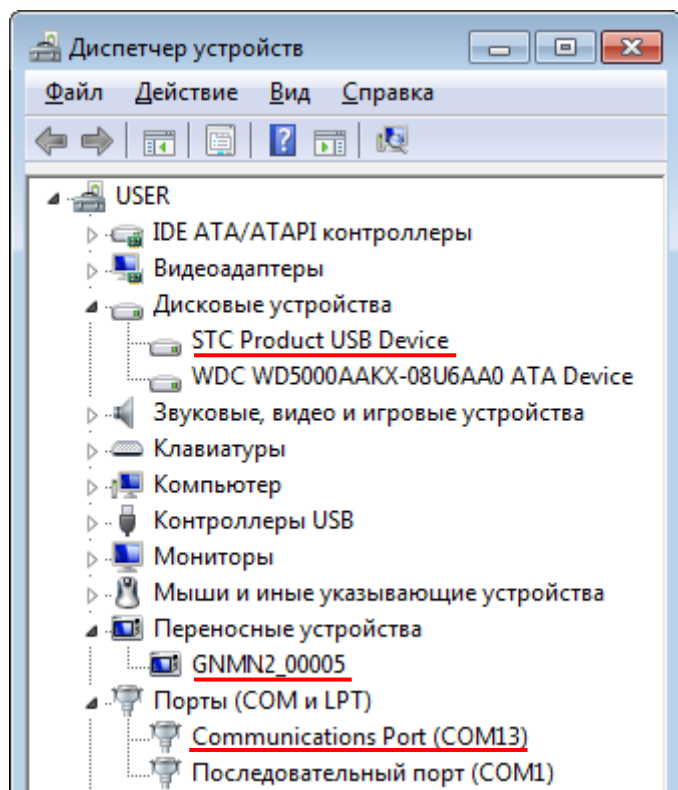 Диспетчер устройств
Файл Действие Вид Справка
USER
IDE ATA/ATAPI контроллеры
Видеоадаптеры
Дисковые устройства
STC Product USB Device
WDC WD5000AAKX-08U6AA0 ATA Device
Звуковые, видео и игровые устройства
Клавиатуры
Компьютер
Контроллеры USB
Мониторы
Мыши и иные указывающие устройства
Переносные устройства
GNMN2_00005
Порты (COM и LPT)
Communications Port (COM13)
Последовательный порт (COM1)